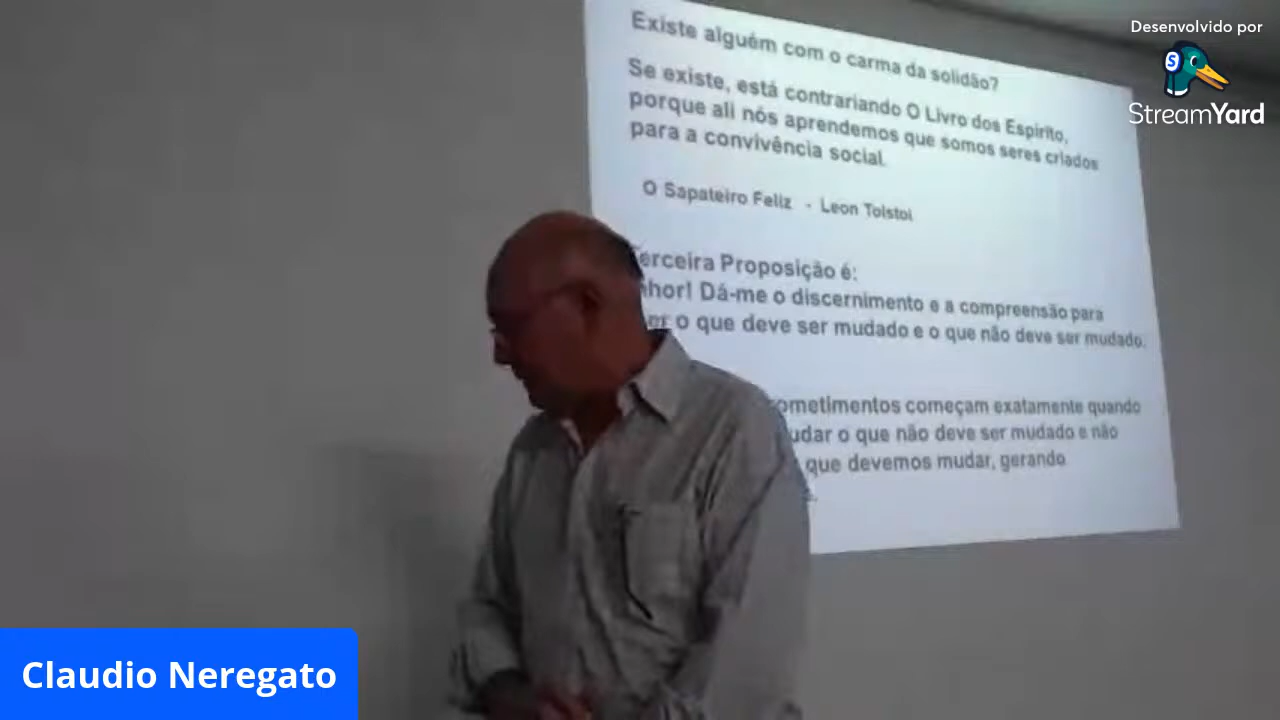 Desenvolvido por
StreamYard
Existe alguém com o carma da solidão?
Se existe, está contrariando O Livro dos Espirito,
porque ali nós aprendemos que somos seres criados
para a convivência social.
O Sapateiro Feliz - Leon Tolstoi
erceira Proposição é:
nhor! Dá-me o discernimento e a compreensão para
o que deve ser mudado e o que não deve ser mudado.
ometimentos começam exatamente quando
udar o que não deve ser mudado e não
que devemos mudar, gerando
Claudio Neregato